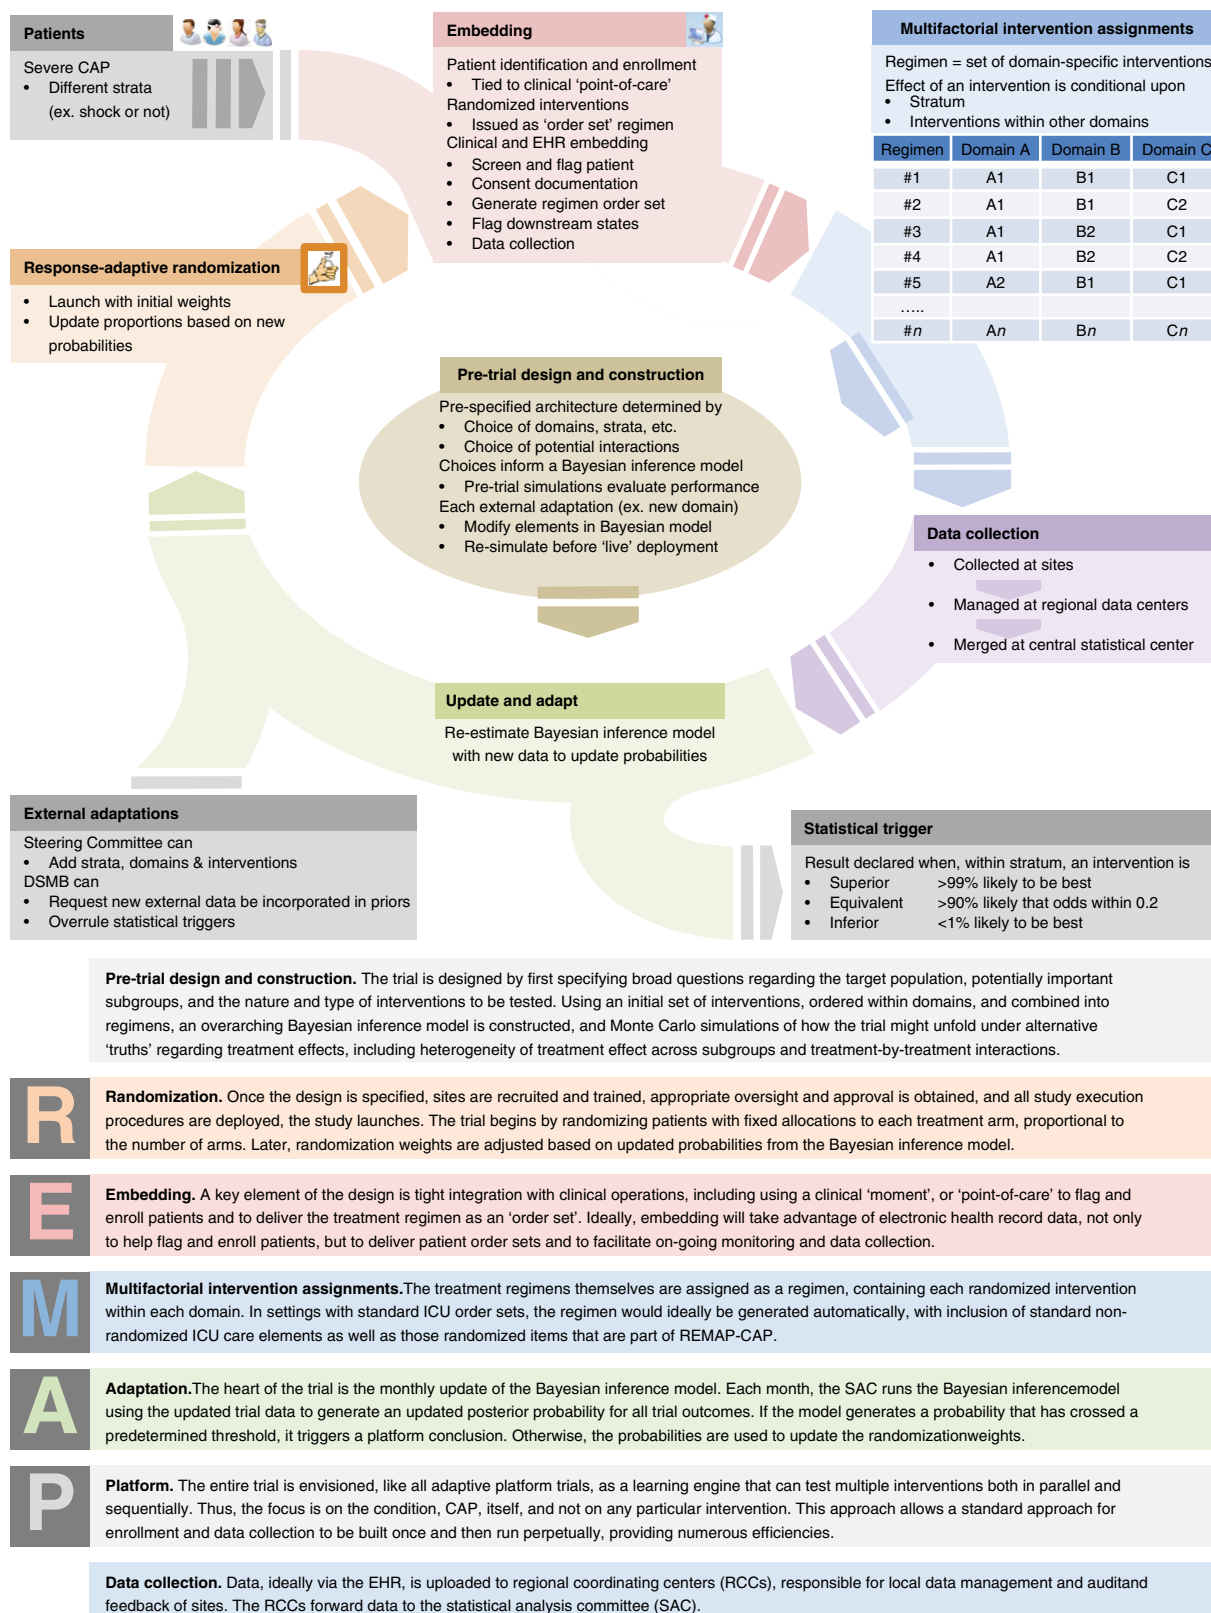 Patients
Severe CAP
• Different strata
(ex. shock or not)
Embedding
Patient identification and enrollment
• Tied to clinical ‘point-of-care’
Randomized interventions
• Issued as ‘order set’ regimen
Clinical and EHR embedding
• Screen and flag patient
• Consent documentation
• Generate regimen order set
• Flag downstream states
• Data collection
Multifactorial intervention assignments
Regimen = set of domain-specific interventions
Effect of an intervention is conditional upon
• Stratum
• Interventions within other domains
Regimen Domain A Domain B Domain C
#1 A1 B1 C1
#2 A1 B1 C2
#3 A1 B2 C1
#4 A1 B2 C2
#5 A2 B1 C1
.....
#n An Bn Cn
Response-adaptive randomization
• Launch with initial weights
• Update proportions based on new
probabilities
Pre-trial design and construction
Pre-specified architecture determined by
• Choice of domains, strata, etc.
• Choice of potential interactions
Choices inform a Bayesian inference model
• Pre-trial simulations evaluate performance
Each external adaptation (ex. new domain)
• Modify elements in Bayesian model
• Re-simulate before ‘live’ deployment
Data collection
• Collected at sites
• Managed at regional data centers
• Merged at central statistical center
Update and adapt
Re-estimate Bayesian inference model
with new data to update probabilities
External adaptations
Steering Committee can
• Add strata, domains & interventions
DSMB can
• Request new external data be incorporated in priors
• Overrule statistical triggers
Statistical trigger
Result declared when, within stratum, an intervention is
• Superior >99% likely to be best
• Equivalent >90% likely that odds within 0.2
• Inferior <1% likely to be best
Pre-trial design and construction. The trial is designed by first specifying broad questions regarding the target population, potentially important
subgroups, and the nature and type of interventions to be tested. Using an initial set of interventions, ordered within domains, and combined into
regimens, an overarching Bayesian inference model is constructed, and Monte Carlo simulations of how the trial might unfold under alternative
‘truths’ regarding treatment effects, including heterogeneity of treatment effect across subgroups and treatment-by-treatment interactions.
R
Randomization. Once the design is specified, sites are recruited and trained, appropriate oversight and approval is obtained, and all study execution
procedures are deployed, the study launches. The trial begins by randomizing patients with fixed allocations to each treatment arm, proportional to
the number of arms. Later, randomization weights are adjusted based on updated probabilities from the Bayesian inference model.
E
Embedding. A key element of the design is tight integration with clinical operations, including using a clinical ‘moment’, or ‘point-of-care’ to flag and
enroll patients and to deliver the treatment regimen as an ‘order set’. Ideally, embedding will take advantage of electronic health record data, not only
to help flag and enroll patients, but to deliver patient order sets and to facilitate on-going monitoring and data collection.
M
Multifactorial intervention assignments.The treatment regimens themselves are assigned as a regimen, containing each randomized intervention
within each domain. In settings with standard ICU order sets, the regimen would ideally be generated automatically, with inclusion of standard non-
randomized ICU care elements as well as those randomized items that are part of REMAP-CAP.
A
Adaptation.The heart of the trial is the monthly update of the Bayesian inference model. Each month, the SAC runs the Bayesian inferencemodel
using the updated trial data to generate an updated posterior probability for all trial outcomes. If the model generates a probability that has crossed a
predetermined threshold, it triggers a platform conclusion. Otherwise, the probabilities are used to update the randomizationweights.
P
Platform. The entire trial is envisioned, like all adaptive platform trials, as a learning engine that can test multiple interventions both in parallel and
sequentially. Thus, the focus is on the condition, CAP, itself, and not on any particular intervention. This approach allows a standard approach for
enrollment and data collection to be built once and then run perpetually, providing numerous efficiencies.
Data collection. Data, ideally via the EHR, is uploaded to regional coordinating centers (RCCs), responsible for local data management and auditand
feedback of sites. The RCCs forward data to the statistical analysis committee (SAC).